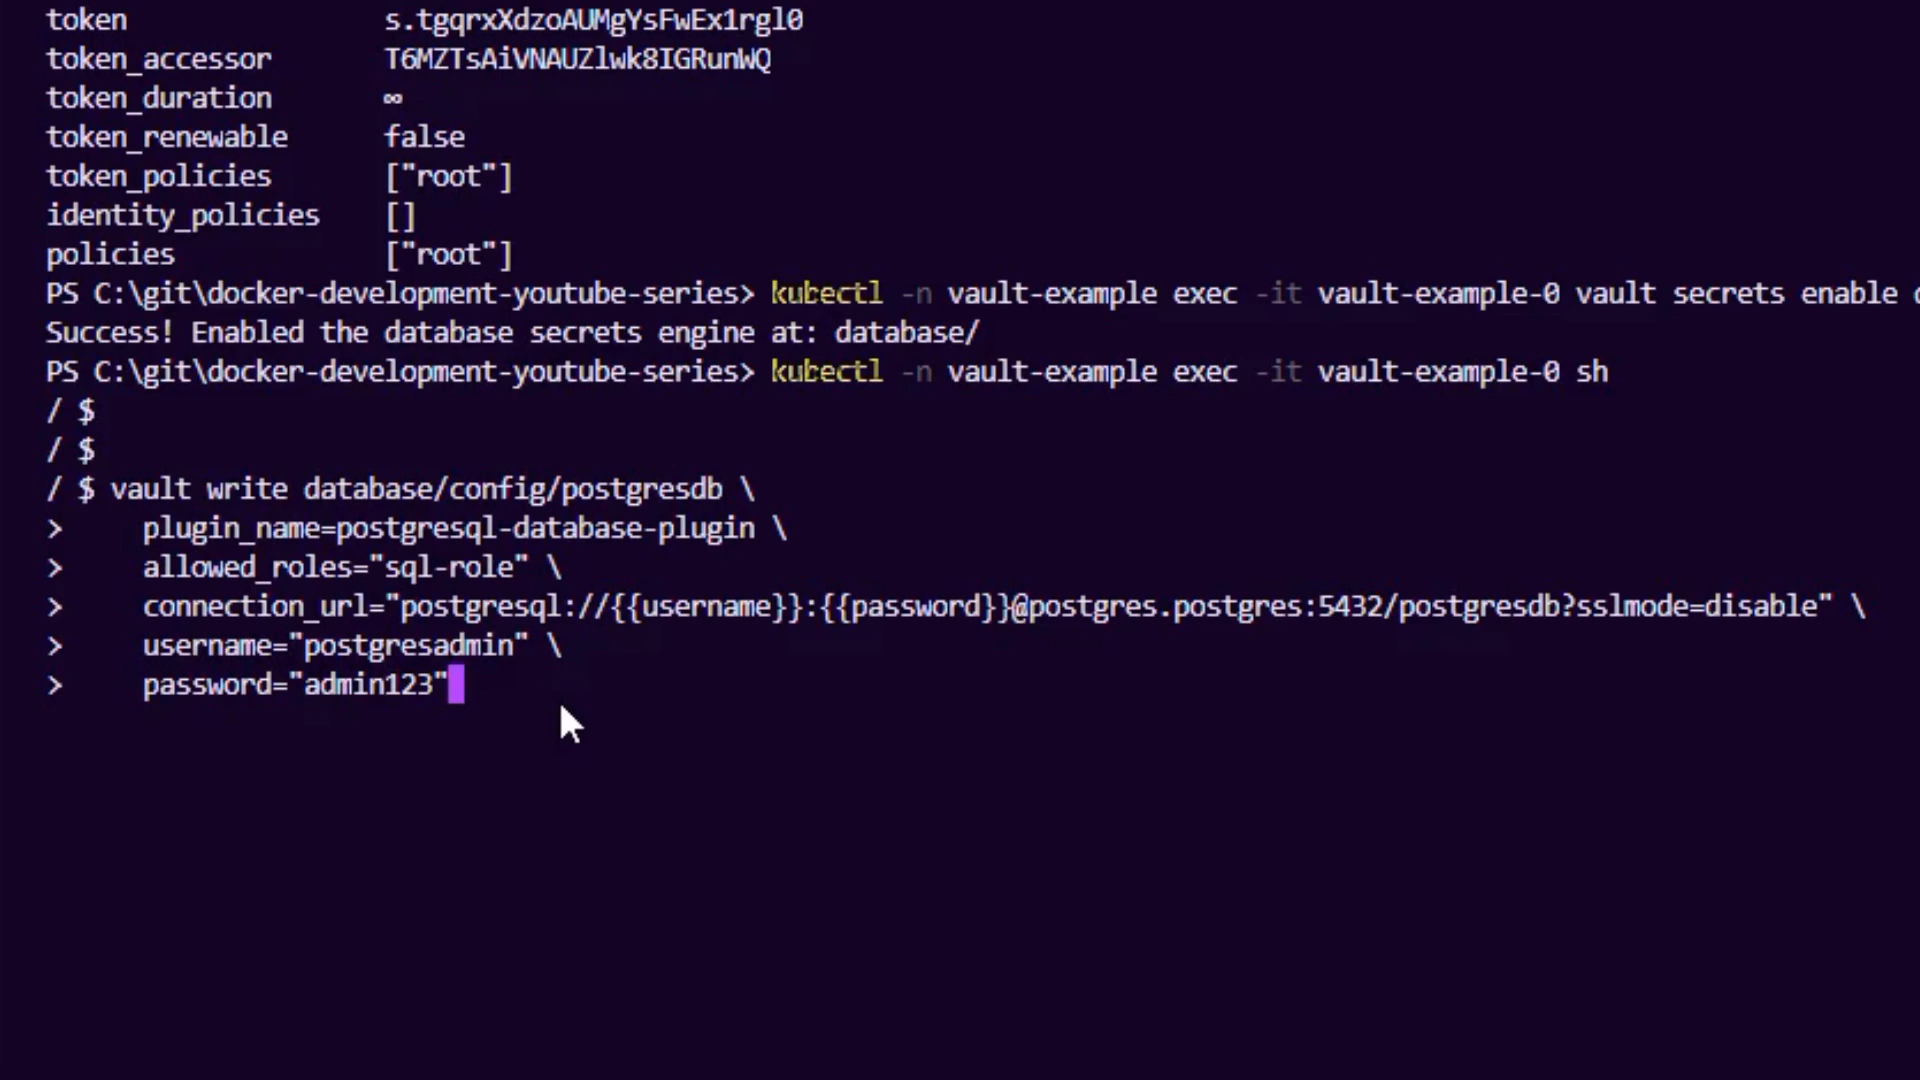 token s.tgqrxXdzoAUMgYsFwEx1rgl0
token_accessor T6MZTsAiVNAUZlwk8IGRunWQ
token_duration ∞
token_renewable false
token_policies ["root"]
identity_policies []
policies ["root"]
PS C:\git\docker-development-youtube-series> kubectl -n vault-example exec -it vault-example-0 vault secrets enable
Success! Enabled the database secrets engine at: database/
PS C:\git\docker-development-youtube-series> kubectl -n vault-example exec -it vault-example-0 sh
/ $
/ $
/ $ vault write database/config/postgresdb \
> plugin_name=postgresql-database-plugin \
> allowed_roles="sql-role" \
> connection_url="postgresql://{{username}}:{{password}}@postgres.postgres:5432/postgresdb?sslmode=disable" \
> username="postgresadmin" \
> password="admin123"